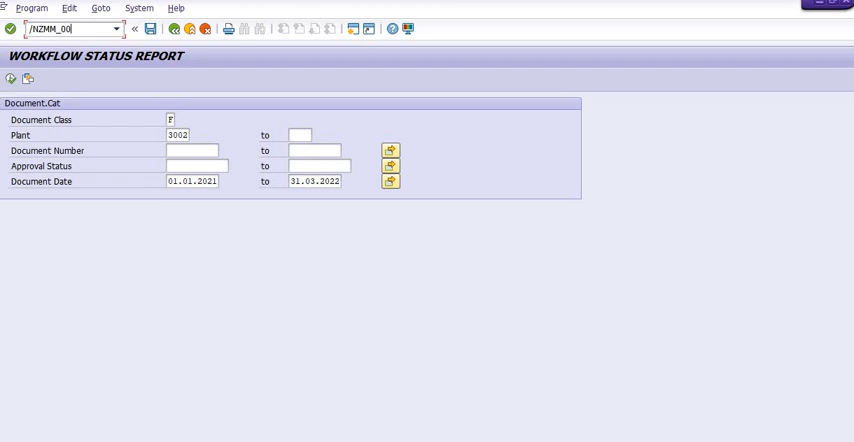 Program Edit Goto System Help
/NZMM_00
WORKFLOW STATUS REPORT
Document.Cat
Document Class F
Plant 3002 to
Document Number to
Approval Status to
Document Date 01.01.2021 to 31.03.2022